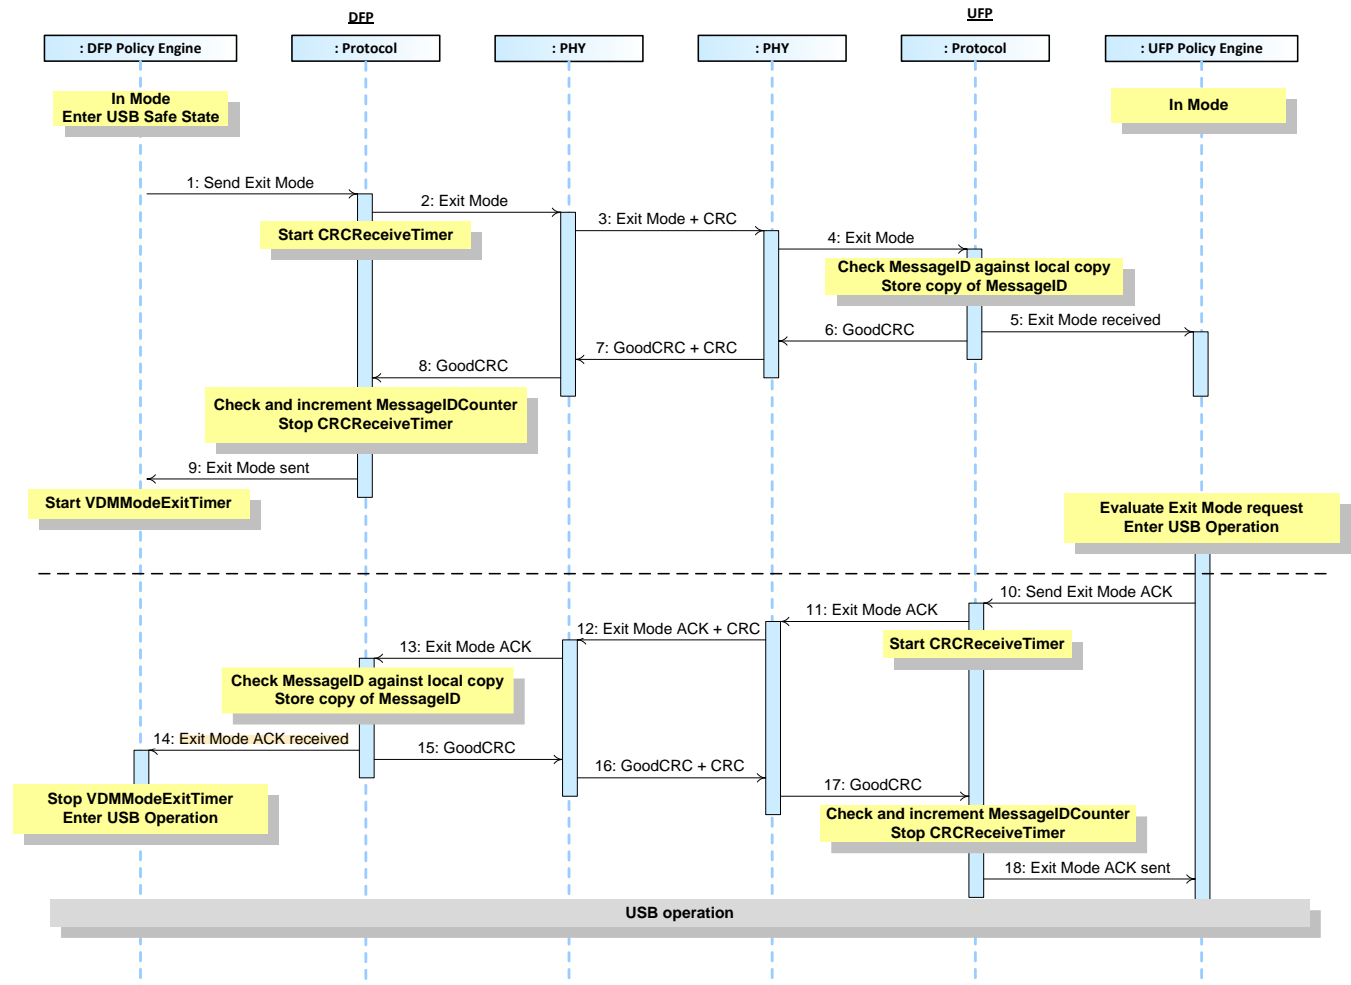 DFP
UFP
: DFP Policy Engine
: Protocol
: PHY
: PHY
: Protocol
: UFP Policy Engine
In Mode
Enter USB Safe State
In Mode
1: Send Exit Mode
2: Exit Mode
Start CRCReceiveTimer
3: Exit Mode + CRC
4: Exit Mode
Check MessageID against local copy
Store copy of MessageID
5: Exit Mode received
6: GoodCRC
7: GoodCRC + CRC
8: GoodCRC
Check and increment MessageIDCounter
Stop CRCReceiveTimer
9: Exit Mode sent
Start VDMModeExitTimer
Evaluate Exit Mode request
Enter USB Operation
10: Send Exit Mode ACK
11: Exit Mode ACK
Start CRCReceiveTimer
12: Exit Mode ACK + CRC
13: Exit Mode ACK
Check MessageID against local copy
Store copy of MessageID
14: Exit Mode ACK received
15: GoodCRC
16: GoodCRC + CRC
17: GoodCRC
Stop VDMModeExitTimer
Enter USB Operation
Check and increment MessageIDCounter
Stop CRCReceiveTimer
18: Exit Mode ACK sent
USB operation